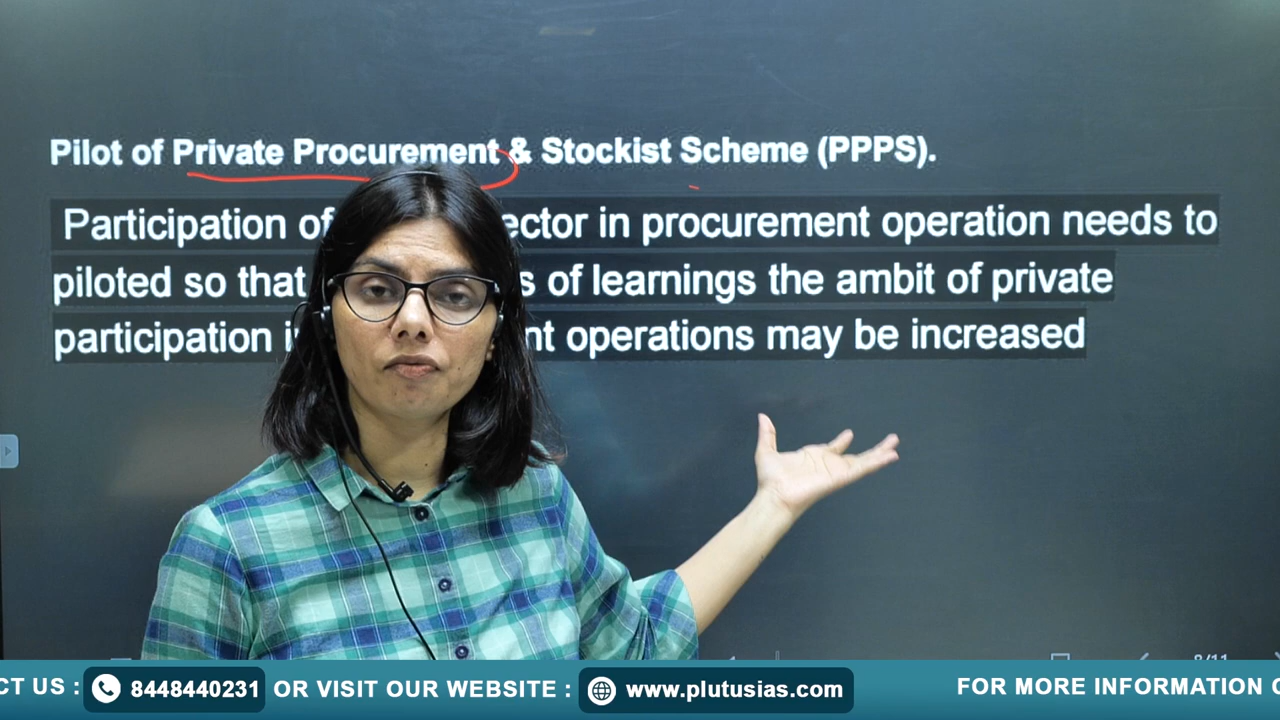 Pilot of Private Procurement & Stockist Scheme (PPPS).
Participation of ector in procurement operation needs to
piloted so that s of learnings the ambit of private
participation i nt operations may be increased
8/11
CT US : 8448440231 OR VISIT OUR WEBSITE : www.plutusias.com FOR MORE INFORMATION C